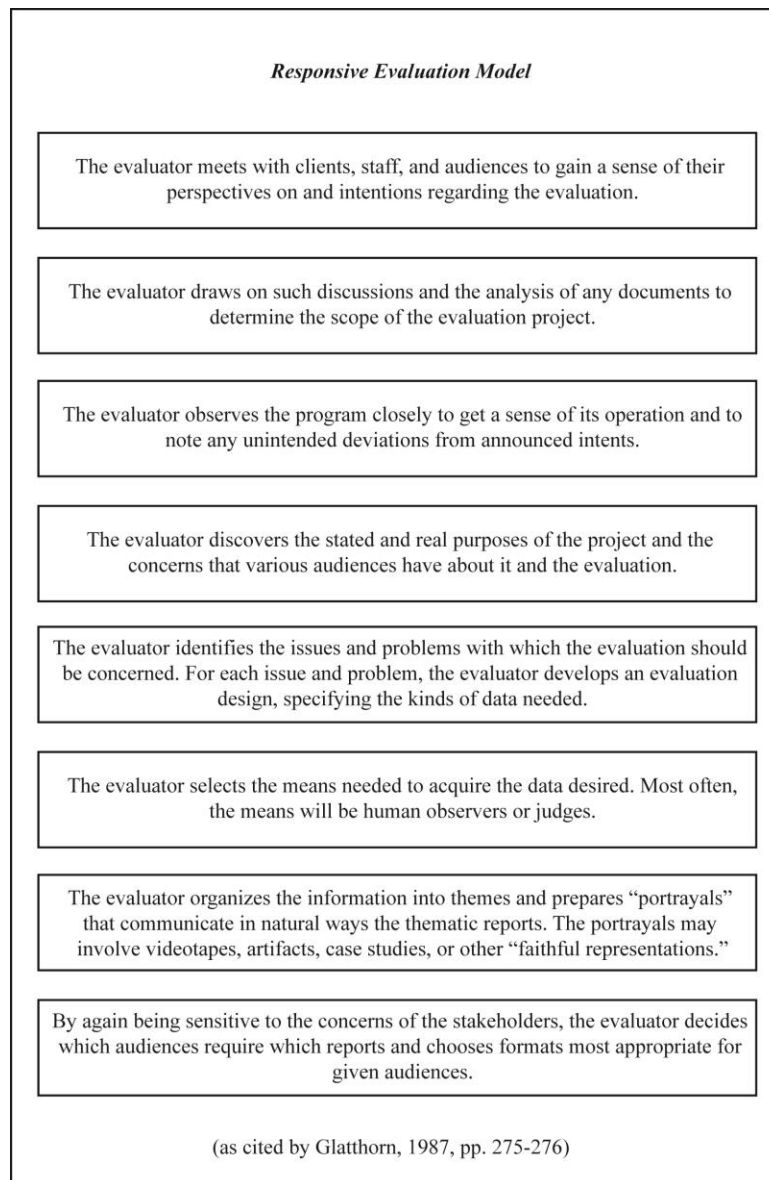 Responsive Evaluation Model
The evaluator meets with clients, staff, and audiences to gain a sense of their
perspectives on and intentions regarding the evaluation.
The evaluator draws on such discussions and the analysis of any documents to
determine the scope of the evaluation project.
The evaluator observes the program closely to get a sense of its operation and to
note any unintended deviations from announced intents.
The evaluator discovers the stated and real purposes of the project and the
concerns that various audiences have about it and the evaluation.
The evaluator identifies the issues and problems with which the evaluation should
be concerned. For each issue and problem, the evaluator develops an evaluation
design, specifying the kinds of data needed.
The evaluator selects the means needed to acquire the data desired. Most often,
the means will be human observers or judges.
The evaluator organizes the information into themes and prepares “portrayals”
that communicate in natural ways the thematic reports. The portrayals may
involve videotapes, artifacts, case studies, or other “faithful representations.”
By again being sensitive to the concerns of the stakeholders, the evaluator decides
which audiences require which reports and chooses formats most appropriate for
given audiences.
(as cited by Glatthorn, 1987, pp. 275-276)